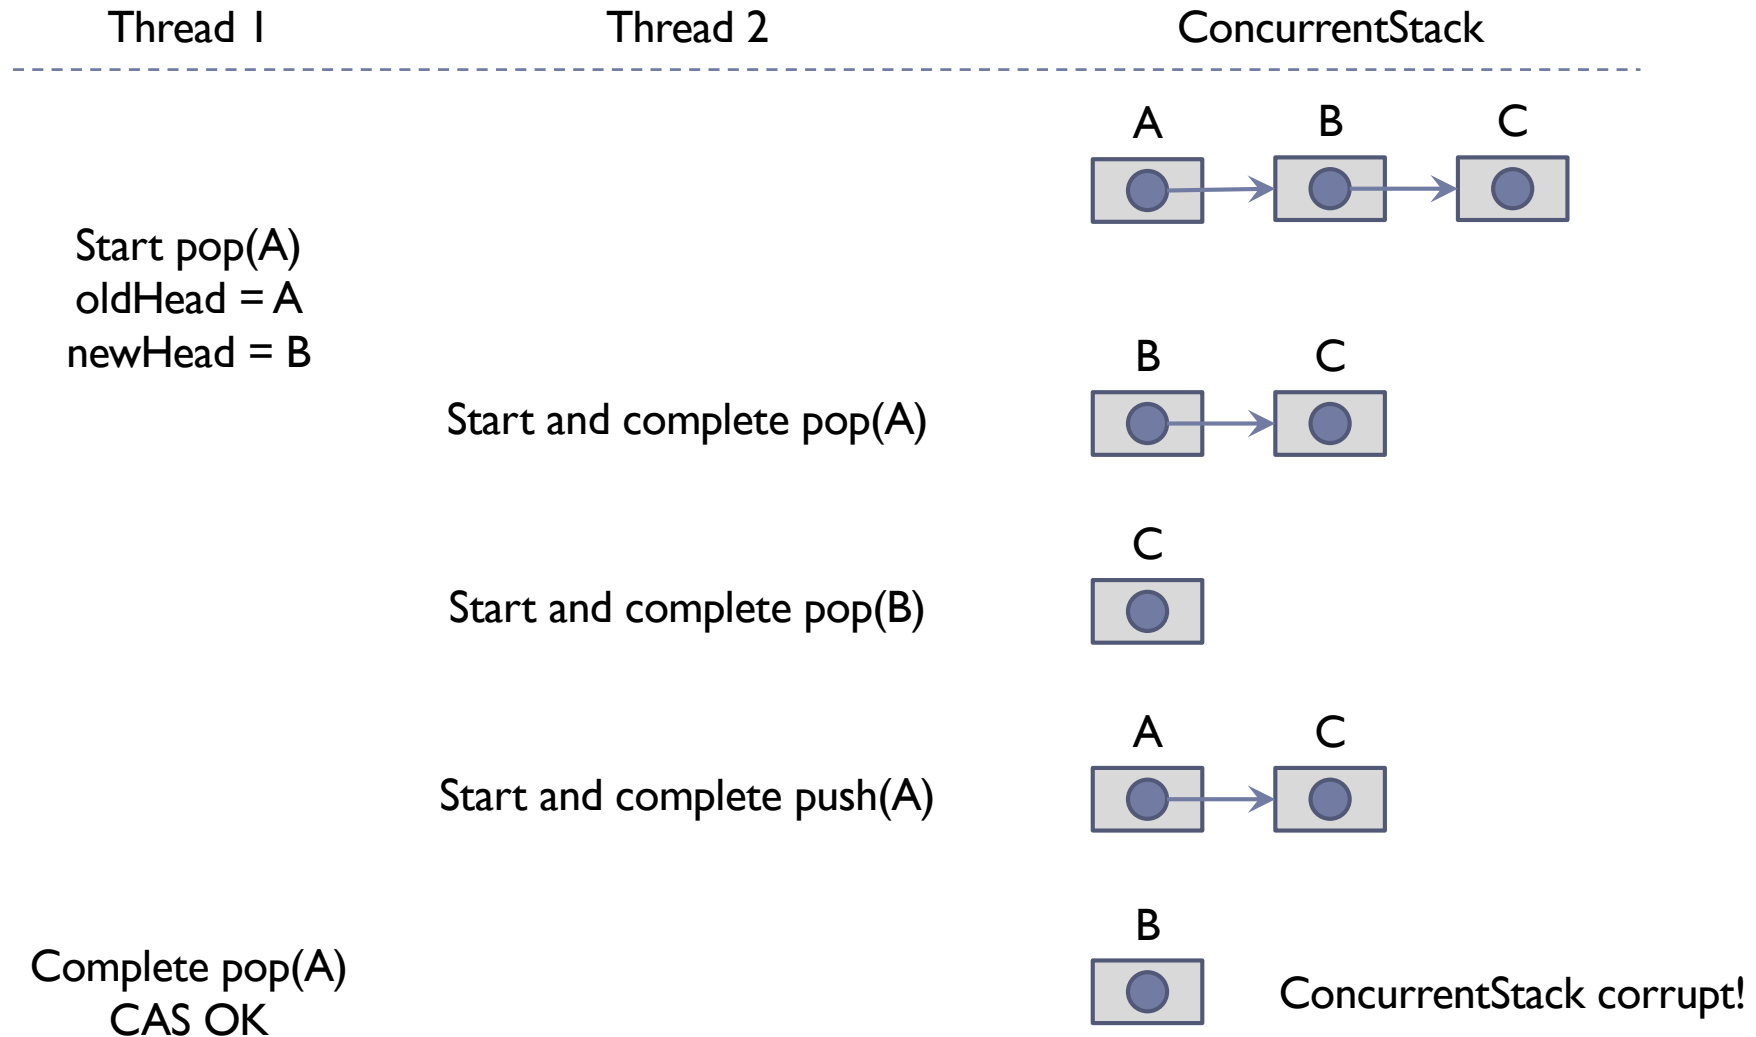 Thread 1
Thread 2
ConcurrentStack
A
B
C
Start pop(A)
oldHead = A
newHead = B
B
C
Start and complete pop(A)
C
Start and complete pop(B)
A
C
Start and complete push(A)
B
Complete pop(A)
CAS OK
ConcurrentStack corrupt!